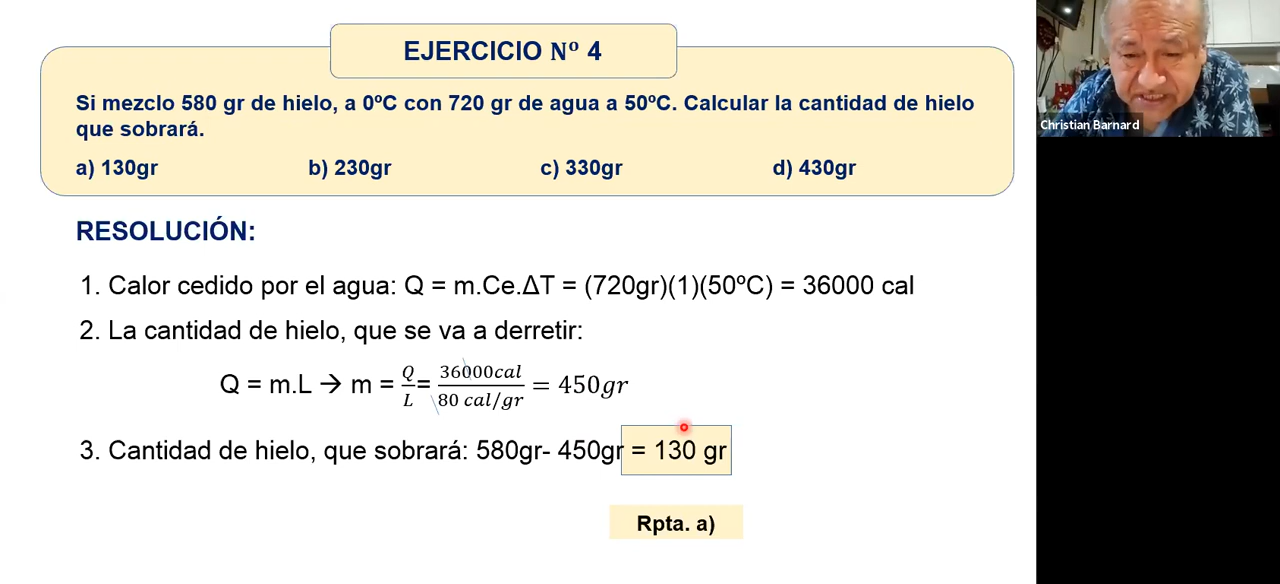 EJERCICIO Nº 4
Si mezclo 580 gr de hielo, a 0ºC con 720 gr de agua a 50ºC. Calcular la cantidad de hielo
que sobrará.
a) 130gr b) 230gr c) 330gr d) 430gr
RESOLUCIÓN:
1. Calor cedido por el agua: Q = m.Ce.ΔT = (720gr)(1)(50ºC) = 36000 cal
2. La cantidad de hielo, que se va a derretir:
Q = m.L → m = Q/L = 36000cal / 80 cal/gr = 450gr
3. Cantidad de hielo, que sobrará: 580gr- 450gr = 130 gr
Rpta. a)
Christian Barnard